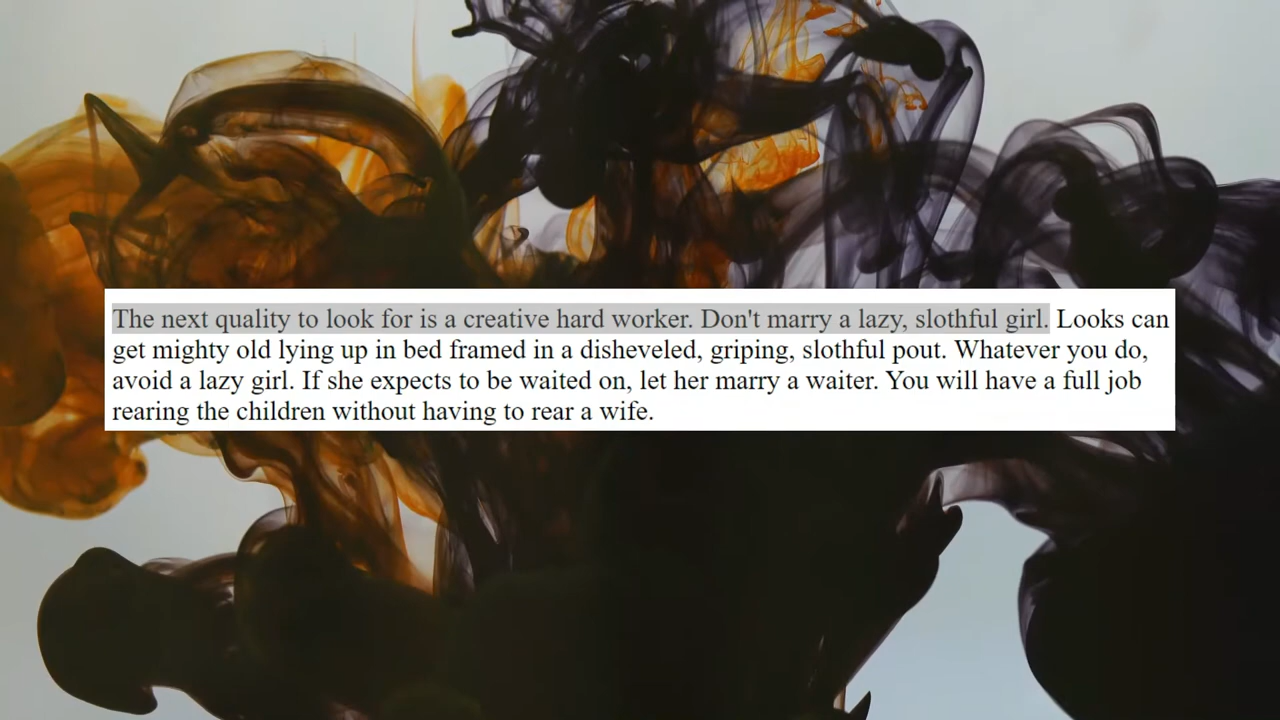 The next quality to look for is a creative hard worker. Don't marry a lazy, slothful girl. Looks can
get mighty old lying up in bed framed in a disheveled, griping, slothful pout. Whatever you do,
avoid a lazy girl. If she expects to be waited on, let her marry a waiter. You will have a full job
rearing the children without having to rear a wife.